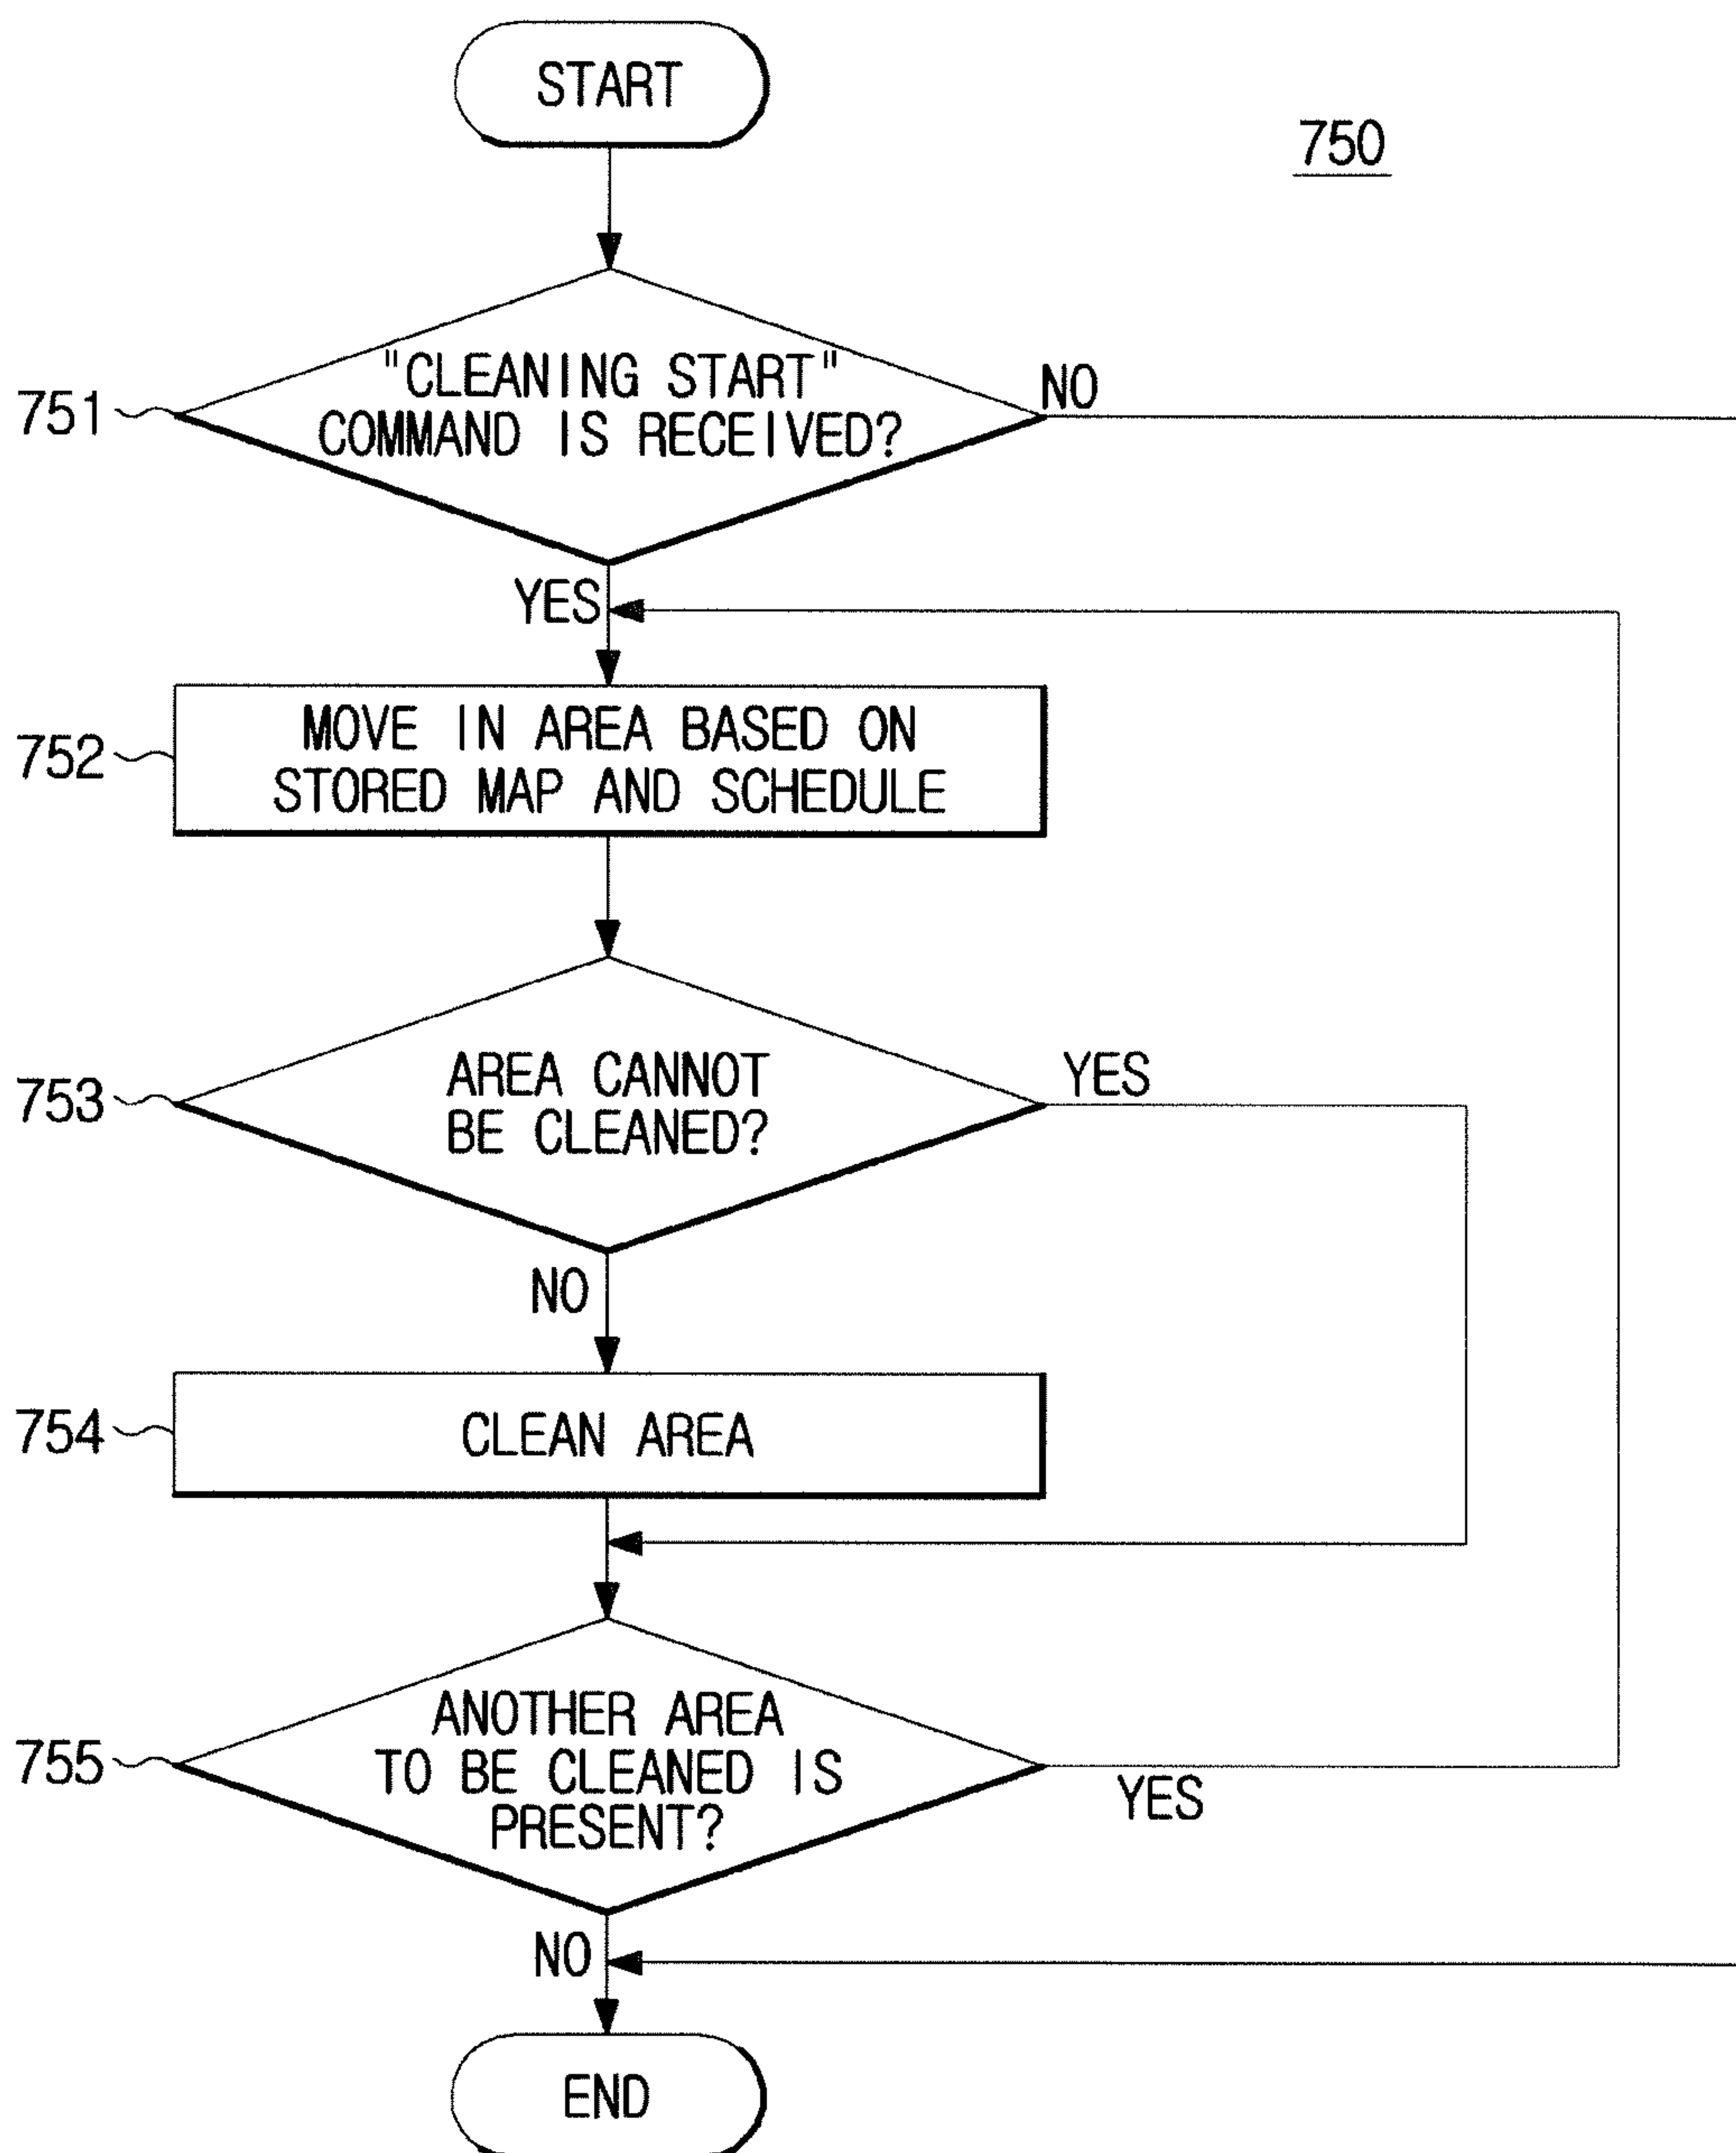 START
750
"CLEANING START"
COMMAND IS RECEIVED?
751
NO
YES
MOVE IN AREA BASED ON
STORED MAP AND SCHEDULE
752
AREA CANNOT
BE CLEANED?
753
YES
NO
CLEAN AREA
754
ANOTHER AREA
TO BE CLEANED IS
PRESENT?
755
YES
NO
END